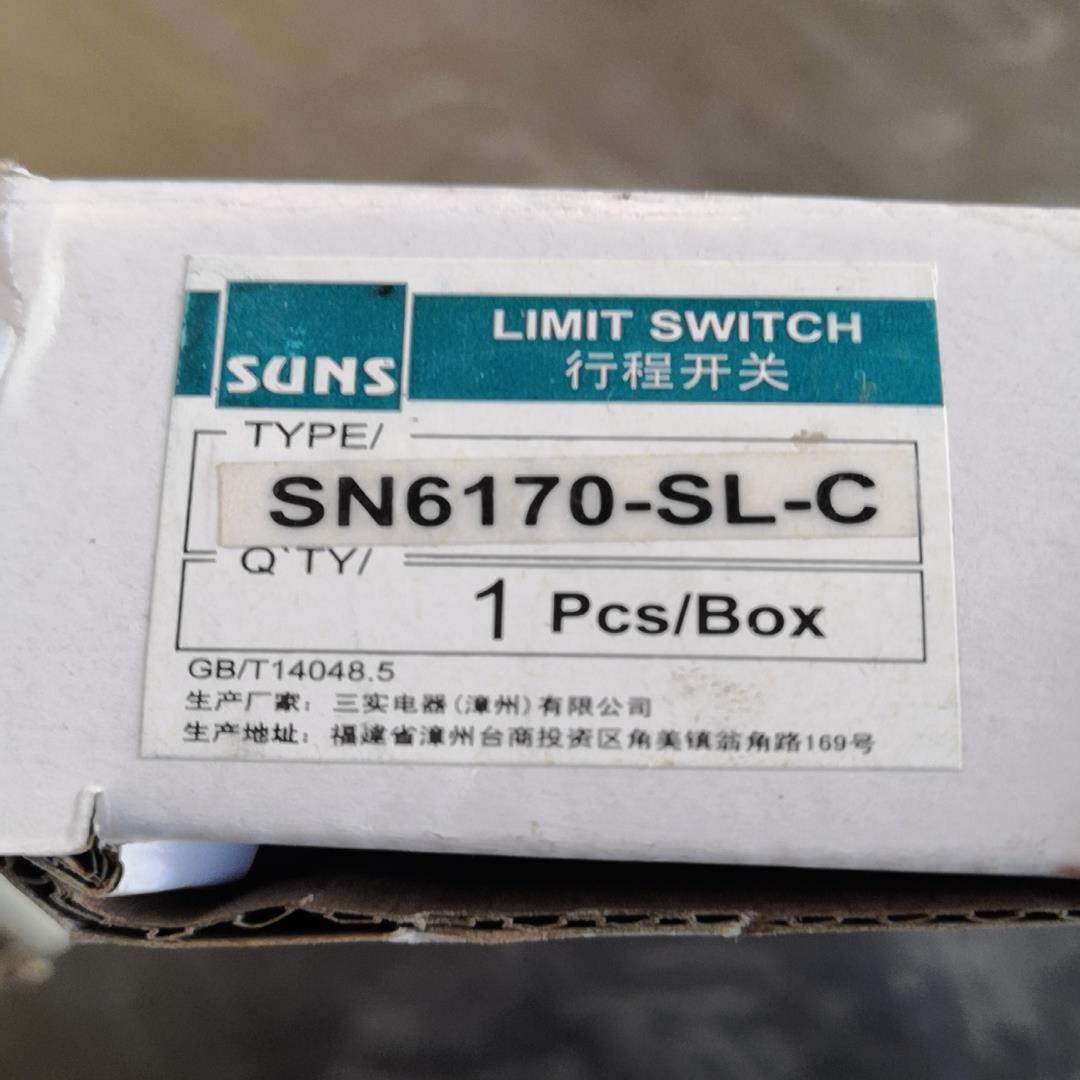 SUNS
LIMIT SWITCH
行程开关
TYPE/
SN6170-SL-C
Q`TY/
1 Pcs/Box
GB/T14048.5
生产厂家：三实电器(漳州)有限公司
生产地址：福建省漳州台商投资区角美镇翁角路169号